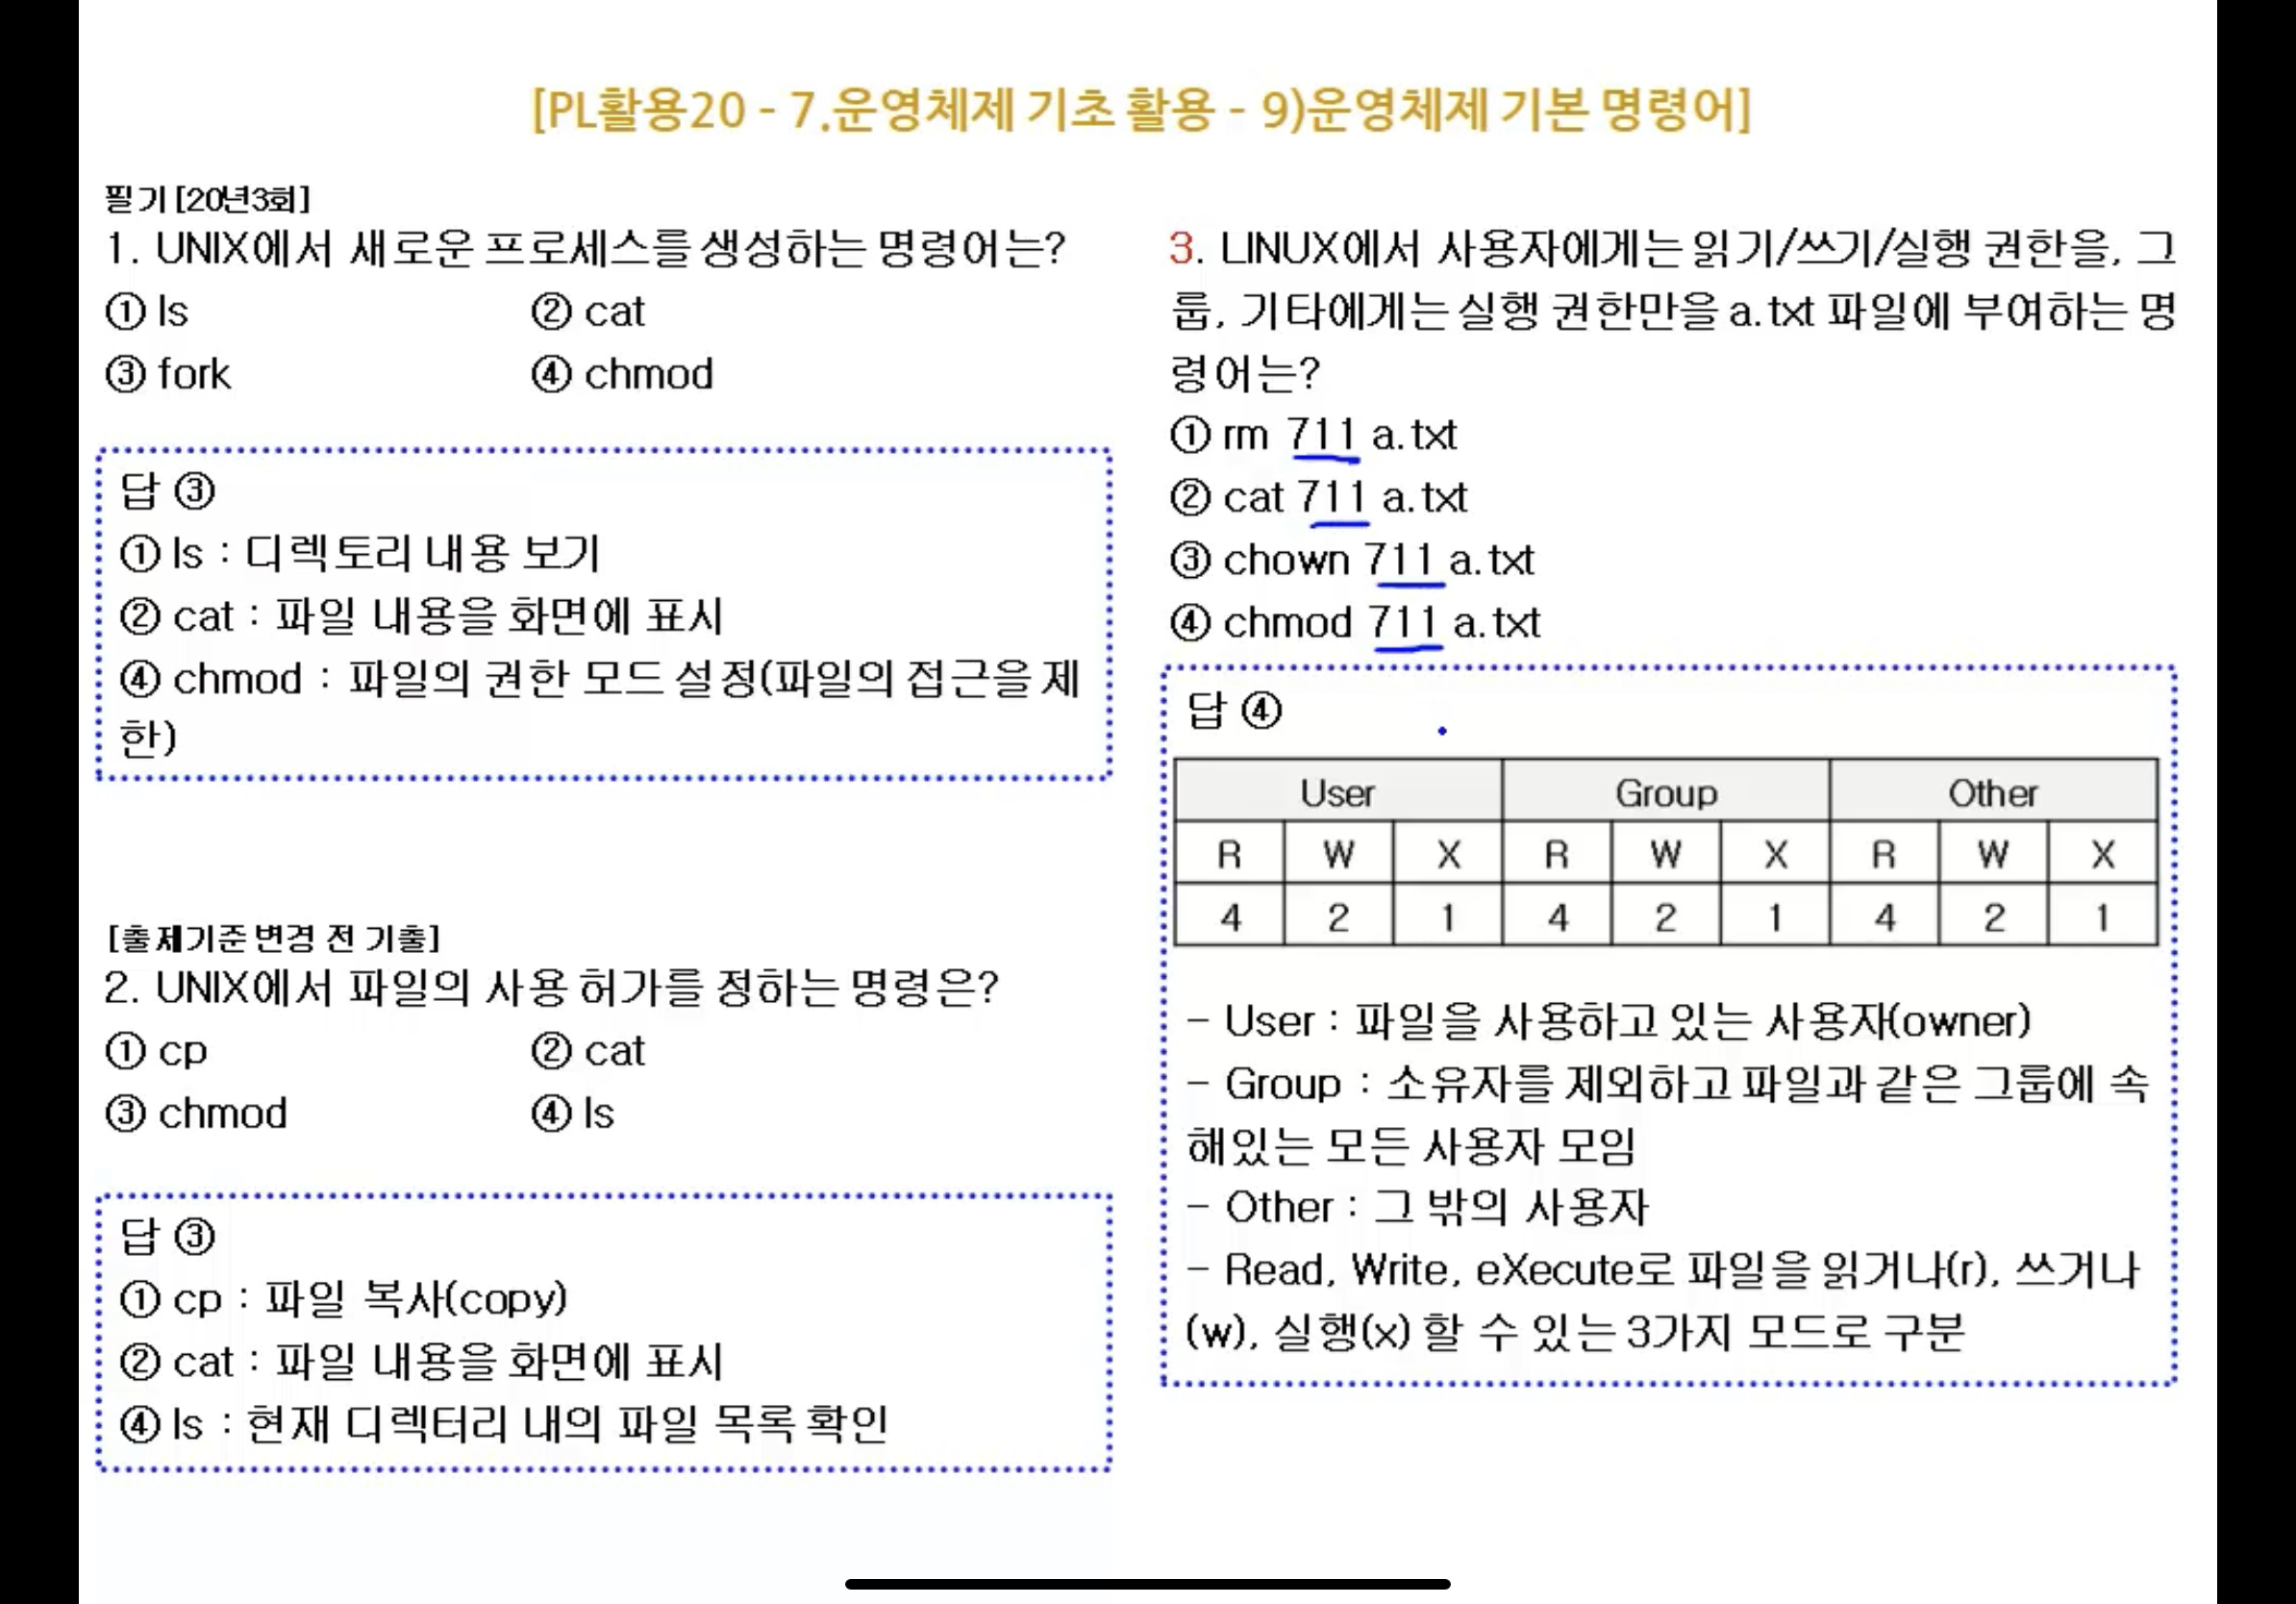 [PL활용20 - 7.운영체제 기초 활용 - 9)운영체제 기본 명령어]
필기 [20년3회]
1. UNIX에서 새로운 프로세스를 생성하는 명령어는?
① ls ② cat
③ fork ④ chmod
답 ③
① ls : 디렉토리 내용 보기
② cat : 파일 내용을 화면에 표시
④ chmod : 파일의 권한 모드 설정(파일의 접근을 제
한)
[출제기준 변경 전 기출]
2. UNIX에서 파일의 사용 허가를 정하는 명령은?
① cp ② cat
③ chmod ④ ls
답 ③
① cp : 파일 복사(copy)
② cat : 파일 내용을 화면에 표시
④ ls : 현재 디렉터리 내의 파일 목록 확인
3. LINUX에서 사용자에게는 읽기/쓰기/실행 권한을, 그
룹, 기타에게는 실행 권한만을 a.txt 파일에 부여하는 명
령어는?
① rm 711 a.txt
② cat 711 a.txt
③ chown 711 a.txt
④ chmod 711 a.txt
답 ④
User Group Other
R W X R W X R W X
4 2 1 4 2 1 4 2 1
- User : 파일을 사용하고 있는 사용자(owner)
- Group : 소유자를 제외하고 파일과 같은 그룹에 속
해있는 모든 사용자 모임
- Other : 그 밖의 사용자
- Read, Write, eXecute로 파일을 읽거나(r), 쓰거나
(w), 실행(x) 할 수 있는 3가지 모드로 구분